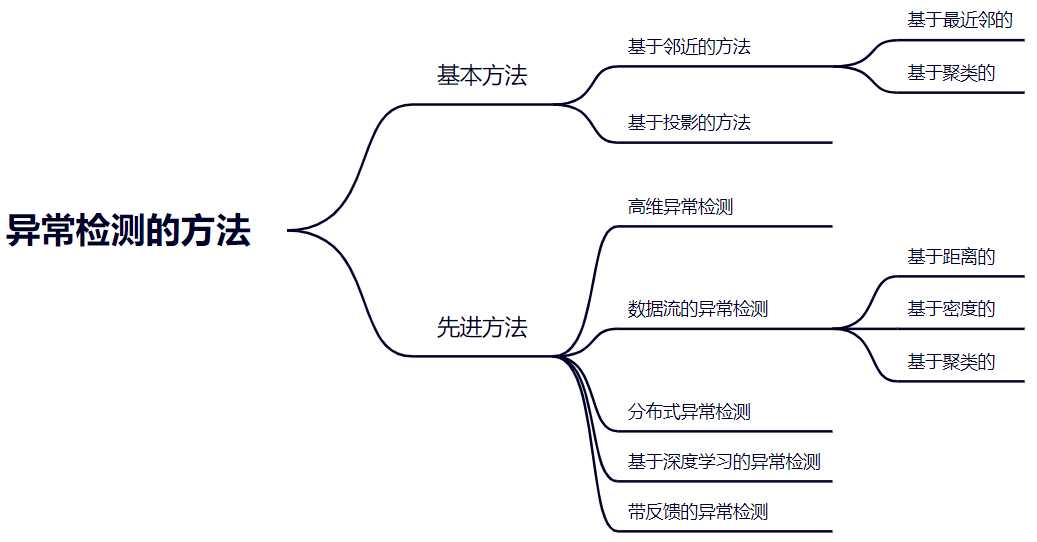 异常检测的方法
基本方法
基于邻近的方法
基于最近邻的
基于聚类的
基于投影的方法
先进方法
高维异常检测
数据流的异常检测
基于距离的
基于密度的
基于聚类的
分布式异常检测
基于深度学习的异常检测
带反馈的异常检测